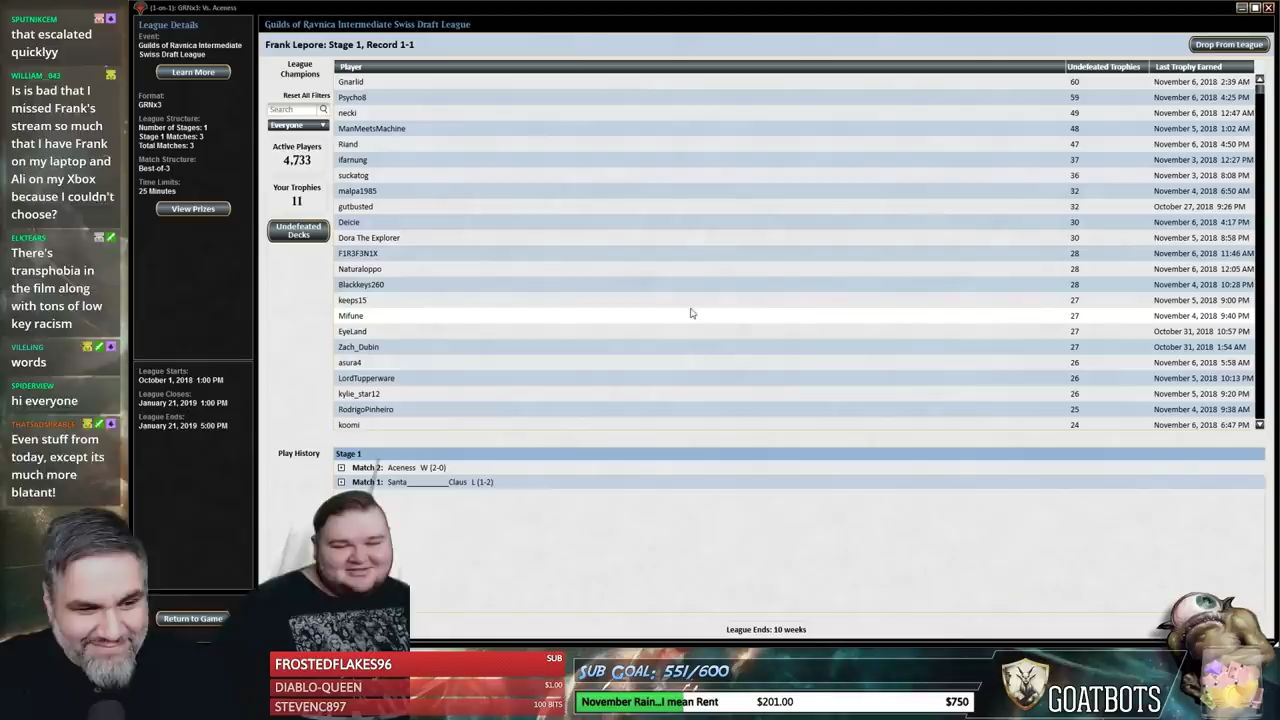 SPUTNIKCEM
that escalated
quicklyy
WILLIAM_043
Is is bad that I
missed Frank's
stream so much
that I have Frank
on my laptop and
Ali on my Xbox
because I couldn't
choose?
ELKTEARS
There's
transphobia in
the film along
with tons of low
key racism
VILELING
words
SPIDERVIEW
hi everyone
Even stuff from
today, except its
much more
blatant!
(1-on-1): GRNx3: Vs. Aceness
League Details
Event:
Guilds of Ravnica Intermediate
Swiss Draft League
Learn More
Format:
GRNx3
League Structure:
Number of Stages: 1
Stage 1 Matches: 3
Total Matches: 3
Match Structure:
Best-of-3
Time Limits:
25 Minutes
View Prizes
League Starts:
October 1, 2018 1:00 PM
League Closes:
January 21, 2019 1:00 PM
League Ends:
January 21, 2019 5:00 PM
Return to Game
Guilds of Ravnica Intermediate Swiss Draft League
Frank Lepore: Stage 1, Record 1-1
Drop From League
League
Champions
Reset All Filters
Search
Everyone
Active Players
4,733
Your Trophies
11
Undefeated
Decks
Player Undefeated Trophies Last Trophy Earned
Gnarlid 60 November 6, 2018 2:39 AM
Psycho8 59 November 6, 2018 4:25 PM
necki 49 November 6, 2018 12:47 AM
ManMeetsMachine 48 November 5, 2018 1:02 AM
Riand 47 November 6, 2018 4:50 PM
ifarnung 37 November 3, 2018 12:27 PM
suckatog 36 November 4, 2018 8:08 PM
malpa1985 32 November 4, 2018 6:50 AM
gutbusted 32 October 27, 2018 9:26 PM
Deicie 30 November 6, 2018 4:17 PM
Dora The Explorer 30 November 5, 2018 8:58 PM
F1R3F3N1X 28 November 6, 2018 11:46 AM
Naturaloppo 28 November 6, 2018 12:05 AM
Blackkeys260 28 November 4, 2018 10:28 PM
keeps15 27 November 5, 2018 9:00 PM
Mifune 27 November 4, 2018 9:40 PM
EyeLand 27 October 31, 2018 10:57 PM
Zach_Dubin 27 October 31, 2018 1:54 AM
asura4 26 November 6, 2018 5:58 AM
LordTupperware 26 November 5, 2018 10:13 PM
kylie_star12 26 November 5, 2018 9:20 PM
RodrigoPinheiro 25 November 4, 2018 9:38 AM
koomi 24 November 6, 2018 6:47 PM
Play History
Stage 1
Match 2: Aceness W (2-0)
Match 1: Santa__________Claus L (1-2)
League Ends: 10 weeks
FROSTEDFLAKES96 SUB
DIABLO-QUEEN $1.00
STEVENC897 100 BITS
SUB GOAL: 551/600
November Rain...I mean Rent $201.00 $750
GOATBOTS